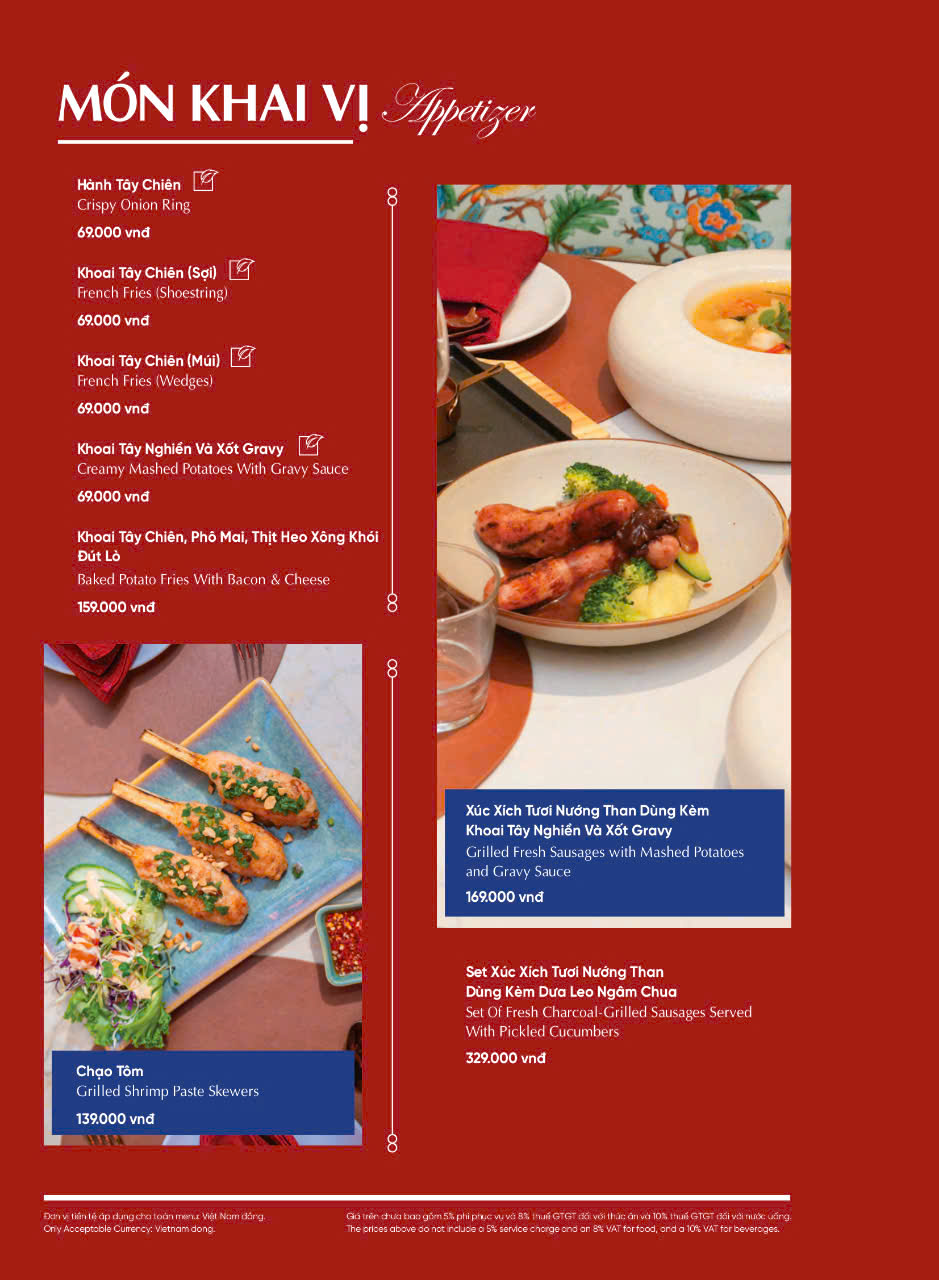 MÓN KHAI VỊ Appetizer
Hành Tây Chiên
Crispy Onion Ring
69.000 vnđ
Khoai Tây Chiên (Sợi)
French Fries (Shoestring)
69.000 vnđ
Khoai Tây Chiên (Múi)
French Fries (Wedges)
69.000 vnđ
Khoai Tây Nghiền Và Xốt Gravy
Creamy Mashed Potatoes With Gravy Sauce
69.000 vnđ
Khoai Tây Chiên, Phô Mai, Thịt Heo Xông Khói
Đút Lò
Baked Potato Fries With Bacon & Cheese
159.000 vnđ
Chạo Tôm
Grilled Shrimp Paste Skewers
139.000 vnđ
Xúc Xích Tươi Nướng Than Dùng Kèm
Khoai Tây Nghiền Và Xốt Gravy
Grilled Fresh Sausages with Mashed Potatoes
and Gravy Sauce
169.000 vnđ
Set Xúc Xích Tươi Nướng Than
Dùng Kèm Dưa Leo Ngâm Chua
Set Of Fresh Charcoal-Grilled Sausages Served
With Pickled Cucumbers
329.000 vnđ
Đơn vị tiền tệ áp dụng cho toàn menu: Việt Nam đồng.
Only Acceptable Currency: Vietnam dong.
Giá trên chưa bao gồm 5% phí phục vụ và 8% thuế GTGT đối với thức ăn và 10% thuế GTGT đối với nước uống.
The prices above do not include a 5% service charge and an 8% VAT for food, and a 10% VAT for beverages.